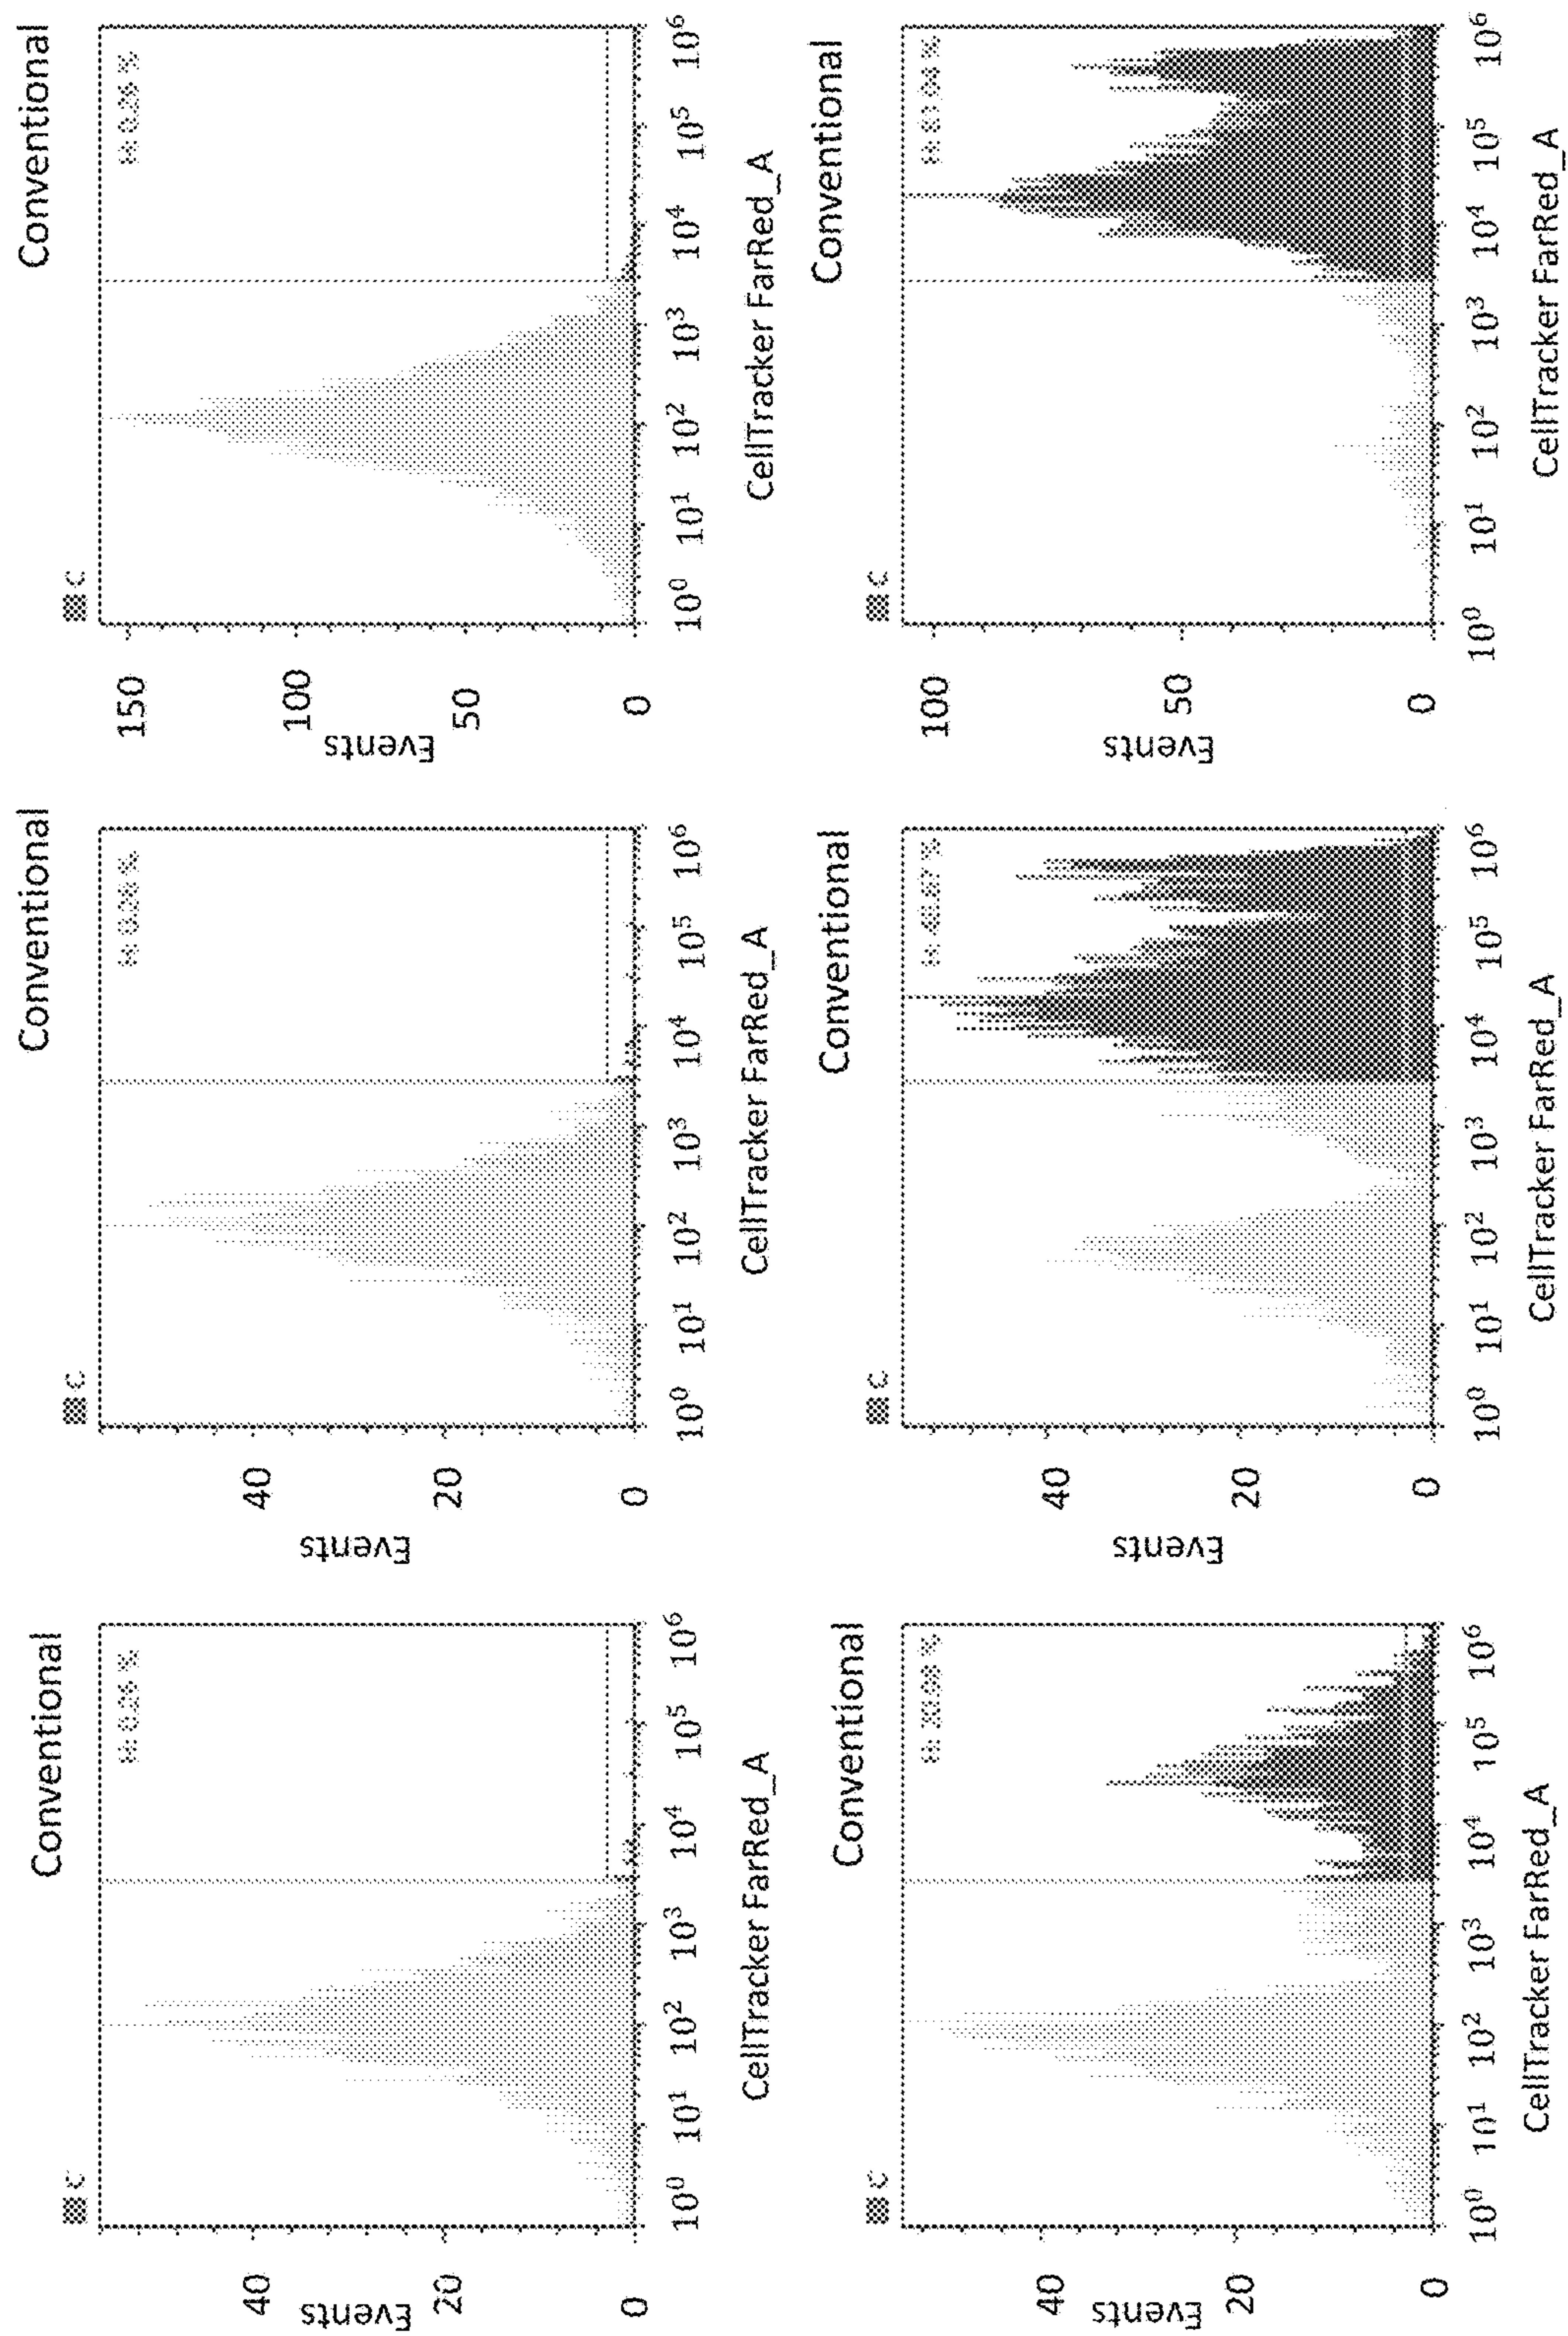 Conventional
C
40
20
0
Events
10⁰ 10¹ 10² 10³ 10⁴ 10⁵ 10⁶
CellTracker FarRed_A
Conventional
C
40
20
0
Events
10⁰ 10¹ 10² 10³ 10⁴ 10⁵ 10⁶
CellTracker FarRed_A
Conventional
C
150
100
50
0
Events
10⁰ 10¹ 10² 10³ 10⁴ 10⁵ 10⁶
CellTracker FarRed_A
Conventional
C
40
20
0
Events
10⁰ 10¹ 10² 10³ 10⁴ 10⁵ 10⁶
CellTracker FarRed_A
Conventional
C
40
20
0
Events
10⁰ 10¹ 10² 10³ 10⁴ 10⁵ 10⁶
CellTracker FarRed_A
Conventional
C
100
50
0
Events
10⁰ 10¹ 10² 10³ 10⁴ 10⁵ 10⁶
CellTracker FarRed_A